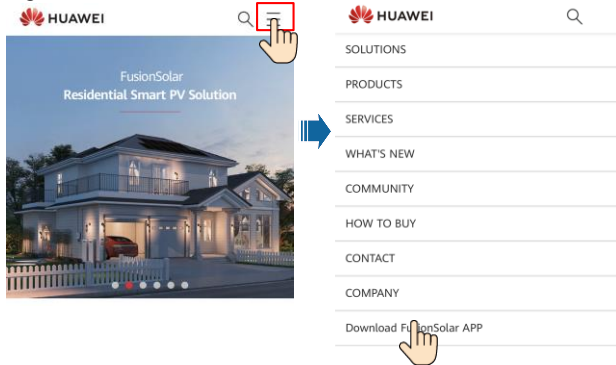 HUAWEI
FusionSolar
Residential Smart PV Solution
HUAWEI
SOLUTIONS
PRODUCTS
SERVICES
WHAT'S NEW
COMMUNITY
HOW TO BUY
CONTACT
COMPANY
Download FusionSolar APP